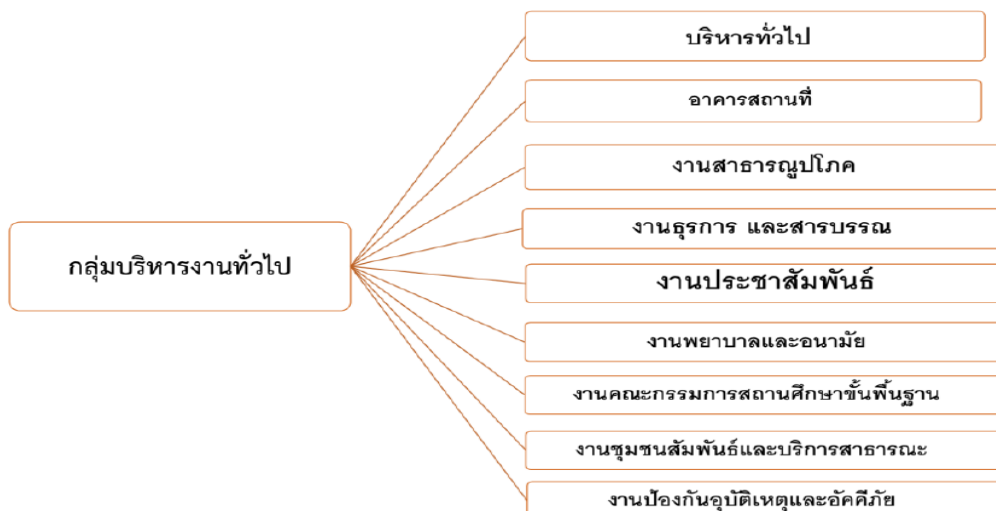 บริหารทั่วไป
อาคารสถานที่
งานสาธารณูปโภค
งานธุรการ และสารบรรณ
กลุ่มบริหารงานทั่วไป
งานประชาสัมพันธ์
งานพยาบาลและอนามัย
งานคณะกรรมการสถานศึกษาขั้นพื้นฐาน
งานชุมชนสัมพันธ์และบริการสาธารณะ
งานป้องกันอุบัติเหตุและอัคคีภัย